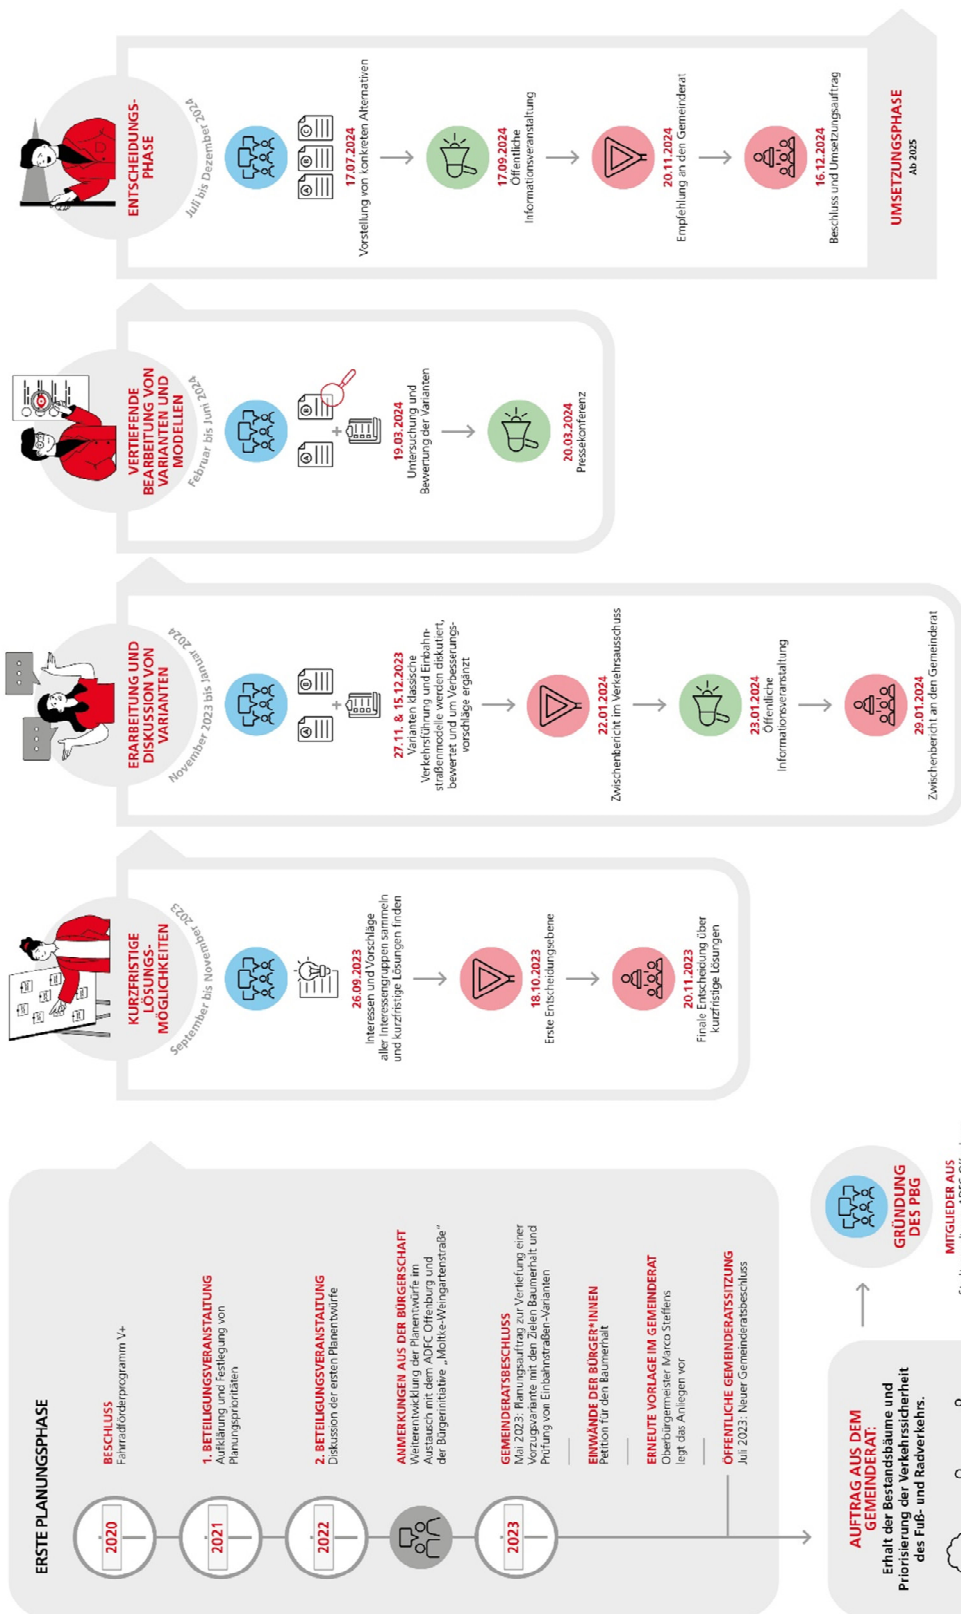 ERSTE PLANUNGSPHASE
2020
BESCHLUSS
Fahrradförderprogramm V+
2021
1. BETEILIGUNGSVERANSTALTUNG
Aufklärung und Festlegung von
Planungsprioritäten
2022
2. BETEILIGUNGSVERANSTALTUNG
Diskussion der ersten Planentwürfe
ANMERKUNGEN AUS DER BÜRGERSCHAFT
Weiterentwicklung der Planentwürfe im
Austausch mit dem ADFC Offenburg und
der Bürgerinitiative „Moltke-Weingartenstraße"
2023
GEMEINDERATSBESCHLUSS
Mai 2023: Planungsauftrag zur Vertiefung einer
Vorzugsvariante mit den Zielen Baumerhalt und
Prüfung von Einbahnstraßen-Varianten
EINWÄNDE DER BÜRGER*INNEN
Petition für den Baumerhalt
ERNEUTE VORLAGE IM GEMEINDERAT
Oberbürgermeister Marco Steffens
legt das Anliegen vor
ÖFFENTLICHE GEMEINDERATSSITZUNG
Juli 2023: Neuer Gemeinderatsbeschluss
AUFTRAG AUS DEM
GEMEINDERAT:
Erhalt der Bestandsbäume und
Priorisierung der Verkehrssicherheit
des Fuß- und Radverkehrs.
GRÜNDUNG
DES PBG
MITGLIEDER AUS
KURZFRISTIGE
LÖSUNGS-
MÖGLICHKEITEN
September bis November 2023
26.09.2023
Interessen und Vorschläge
aller Interessengruppen sammeln
und kurzfristige Lösungen finden
18.10.2023
Erste Entscheidungsebene
20.11.2023
Finale Entscheidung über
kurzfristige Lösungen
ERARBEITUNG UND
DISKUSSION VON
VARIANTEN
November 2023 bis Januar 2024
A
B
27.11. & 15.12.2023
Varianten klassische
Verkehrsführung und Einbahn-
straßenmodelle werden diskutiert,
bewertet und um Verbesserungs-
vorschläge ergänzt
22.01.2024
Zwischenbericht im Verkehrsausschuss
23.01.2024
Öffentliche
Informationsveranstaltung
29.01.2024
Zwischenbericht an den Gemeinderat
VERTIEFENDE
BEARBEITUNG VON
VARIANTEN UND
MODELLEN
Februar bis Juni 2024
A
B
19.03.2024
Untersuchung und
Bewertung der Varianten
20.03.2024
Pressekonferenz
ENTSCHEIDUNGS-
PHASE
Juli bis Dezember 2024
A
B
C
17.07.2024
Vorstellung von konkreten Alternativen
17.09.2024
Öffentliche
Informationsveranstaltung
20.11.2024
Empfehlung an den Gemeinderat
16.12.2024
Beschluss und Umsetzungsauftrag
UMSETZUNGSPHASE
Ab 2025